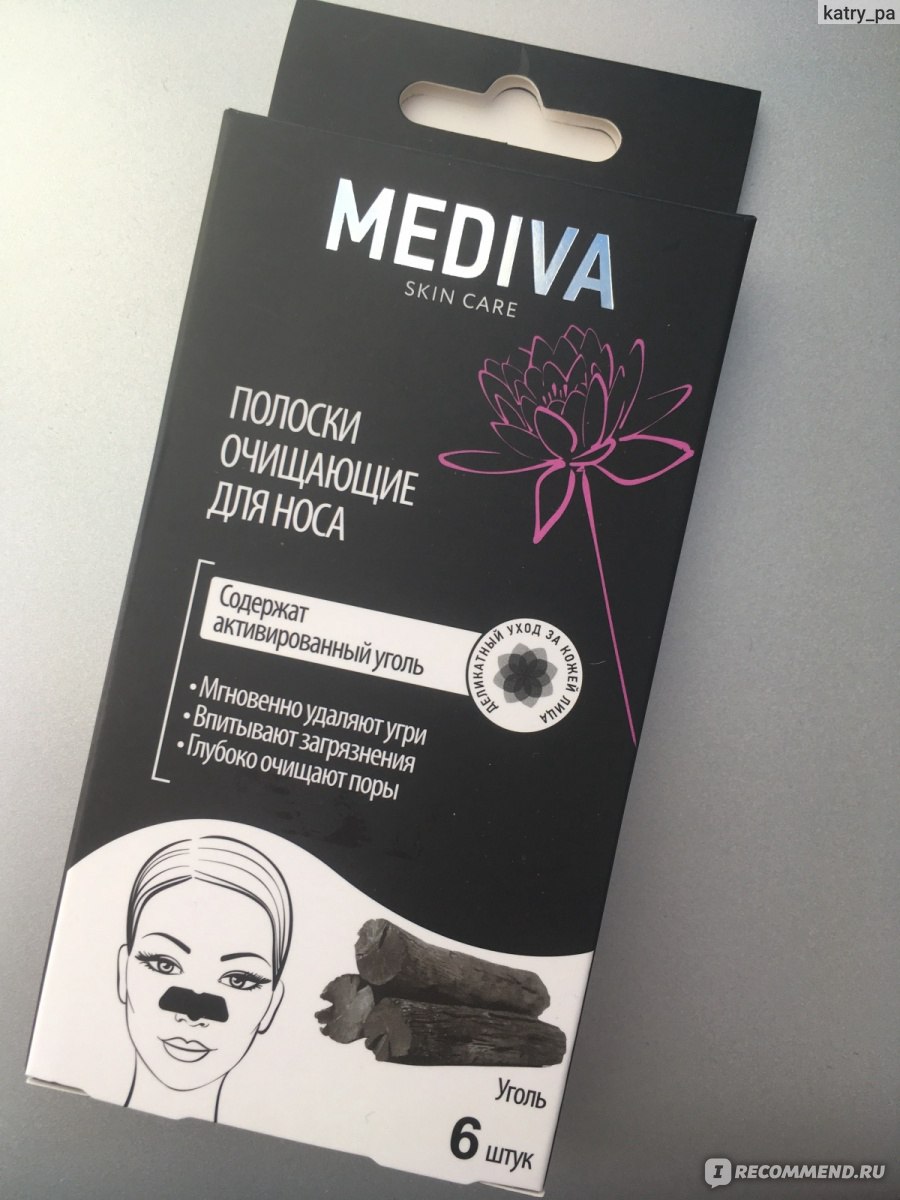 katry_pa
MEDIVA
SKIN CARE
ПОЛОСКИ
ОЧИЩАЮЩИЕ
ДЛЯ НОСА
Содержат
активированный уголь
ДЕЛИКАТНЫЙ УХОД ЗА КОЖЕЙ ЛИЦА
• Мгновенно удаляют угри
• Впитывают загрязнения
• Глубоко очищают поры
Уголь
6 штук
I RECOMMEND.RU